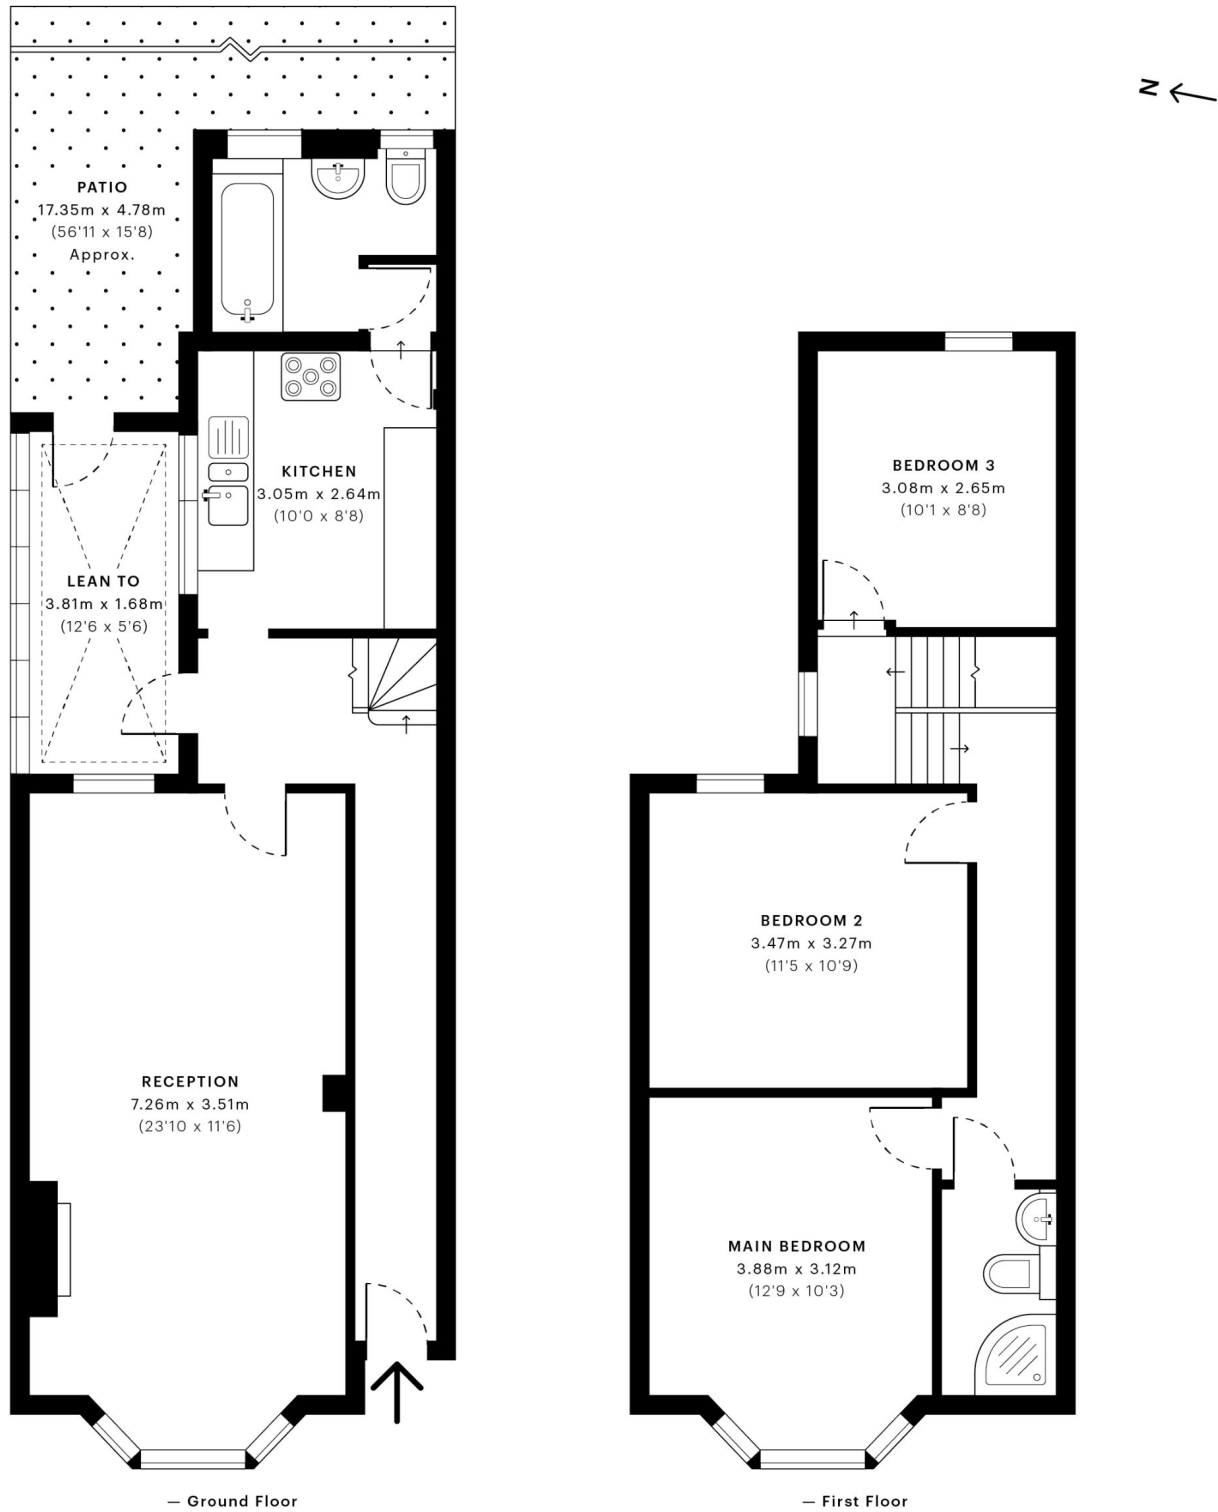 N
PATIO
17.35m x 4.78m
(56'11 x 15'8)
Approx.
KITCHEN
3.05m x 2.64m
(10'0 x 8'8)
LEAN TO
3.81m x 1.68m
(12'6 x 5'6)
RECEPTION
7.26m x 3.51m
(23'10 x 11'6)
— Ground Floor
BEDROOM 3
3.08m x 2.65m
(10'1 x 8'8)
BEDROOM 2
3.47m x 3.27m
(11'5 x 10'9)
MAIN BEDROOM
3.88m x 3.12m
(12'9 x 10'3)
— First Floor